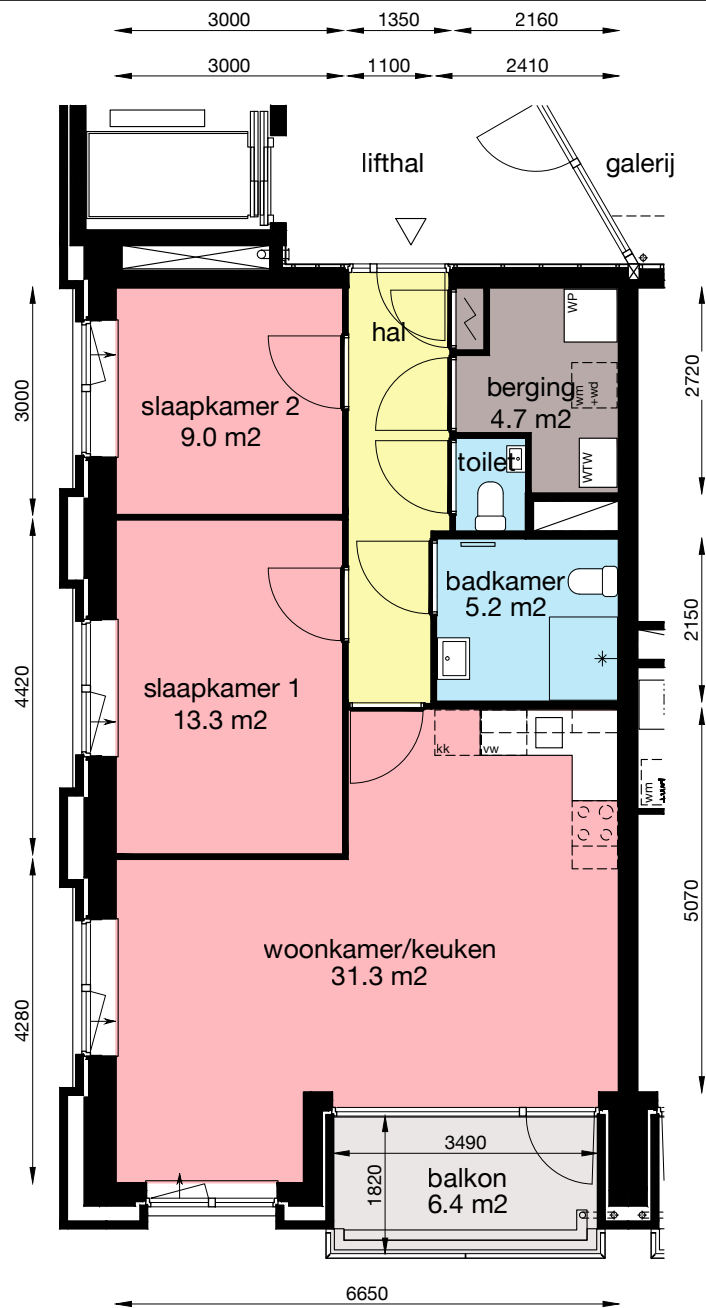 3000
1350
2160
3000
1100
2410
lifthal
galerij
hal
WP
berging
4.7 m2
wm
+wd
WTW
toilet
slaapkamer 2
9.0 m2
3000
2720
badkamer
5.2 m2
2150
slaapkamer 1
13.3 m2
4420
kk
vw
wm
woonkamer/keuken
31.3 m2
5070
4280
3490
1820
balkon
6.4 m2
6650